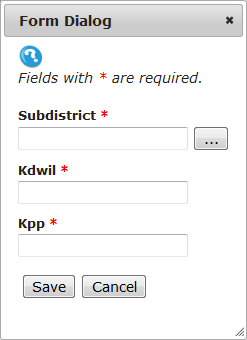 Form Dialog
Fields with * are required.
Subdistrict *
...
Kdwil *
Kpp *
Save Cancel